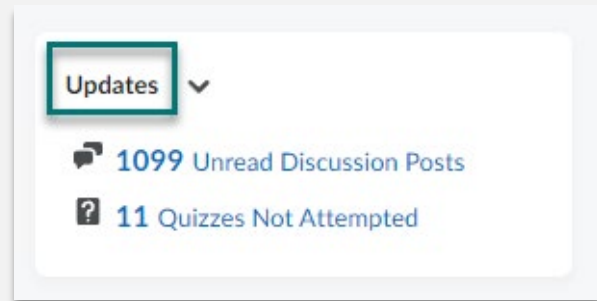 Updates
1099 Unread Discussion Posts
11 Quizzes Not Attempted